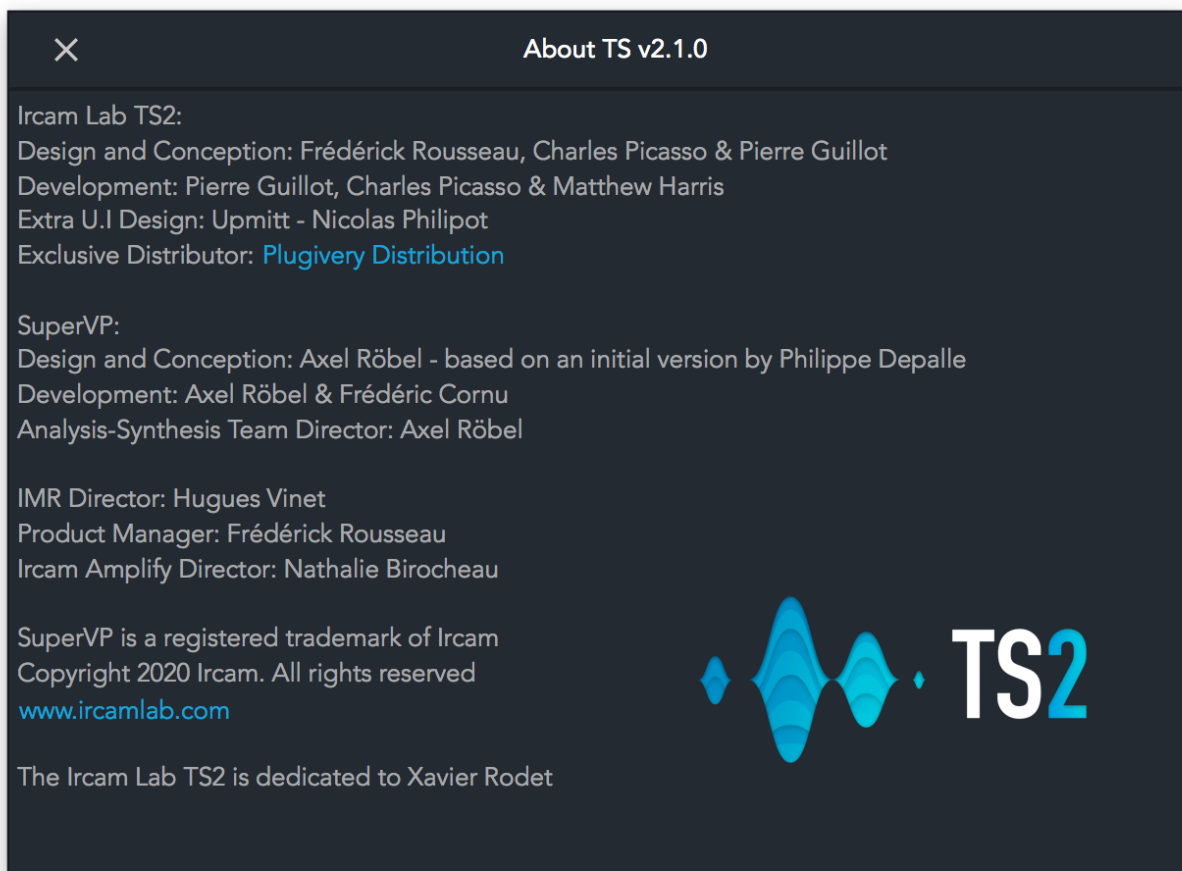 About TS v2.1.0
Ircam Lab TS2:
Design and Conception: Frédérick Rousseau, Charles Picasso & Pierre Guillot
Development: Pierre Guillot, Charles Picasso & Matthew Harris
Extra U.I Design: Upmitt - Nicolas Philipot
Exclusive Distributor: Plugivery Distribution
SuperVP:
Design and Conception: Axel Röbel - based on an initial version by Philippe Depalle
Development: Axel Röbel & Frédéric Cornu
Analysis-Synthesis Team Director: Axel Röbel
IMR Director: Hugues Vinet
Product Manager: Frédérick Rousseau
Ircam Amplify Director: Nathalie Birocheau
SuperVP is a registered trademark of Ircam
Copyright 2020 Ircam. All rights reserved
www.ircamlab.com
TS2
The Ircam Lab TS2 is dedicated to Xavier Rodet